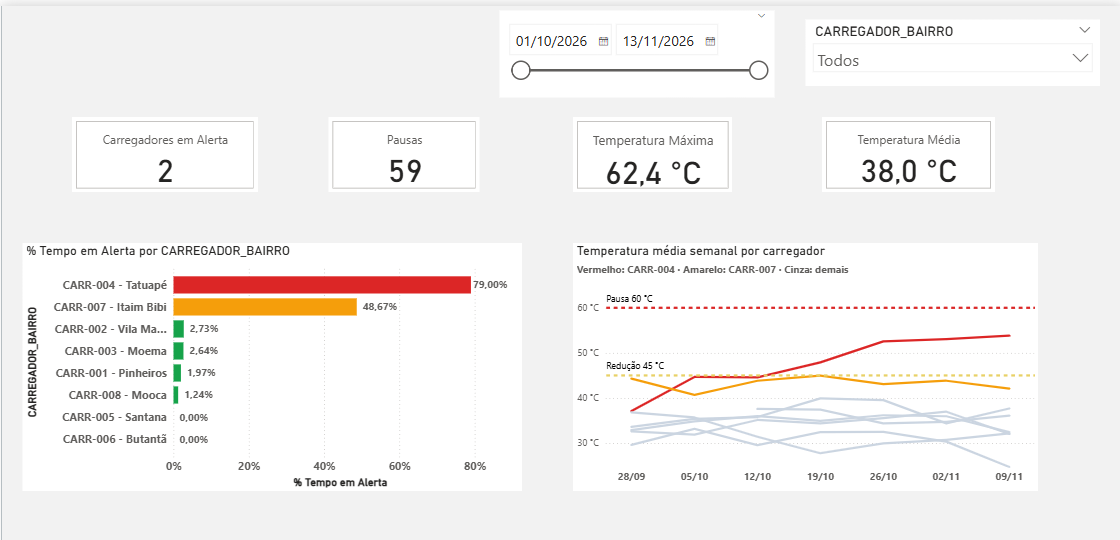 01/10/2026 13/11/2026
CARREGADOR_BAIRRO
Todos
Carregadores em Alerta
2
Pausas
59
Temperatura Máxima
62,4 °C
Temperatura Média
38,0 °C
% Tempo em Alerta por CARREGADOR_BAIRRO
CARREGADOR_BAIRRO
CARR-004 - Tatuapé 79,00%
CARR-007 - Itaim Bibi 48,67%
CARR-002 - Vila Ma... 2,73%
CARR-003 - Moema 2,64%
CARR-001 - Pinheiros 1,97%
CARR-008 - Mooca 1,24%
CARR-005 - Santana 0,00%
CARR-006 - Butantã 0,00%
0% 20% 40% 60% 80%
% Tempo em Alerta
Temperatura média semanal por carregador
Vermelho: CARR-004 · Amarelo: CARR-007 · Cinza: demais
Pausa 60 °C
60 °C
50 °C
Redução 45 °C
40 °C
30 °C
28/09 05/10 12/10 19/10 26/10 02/11 09/11